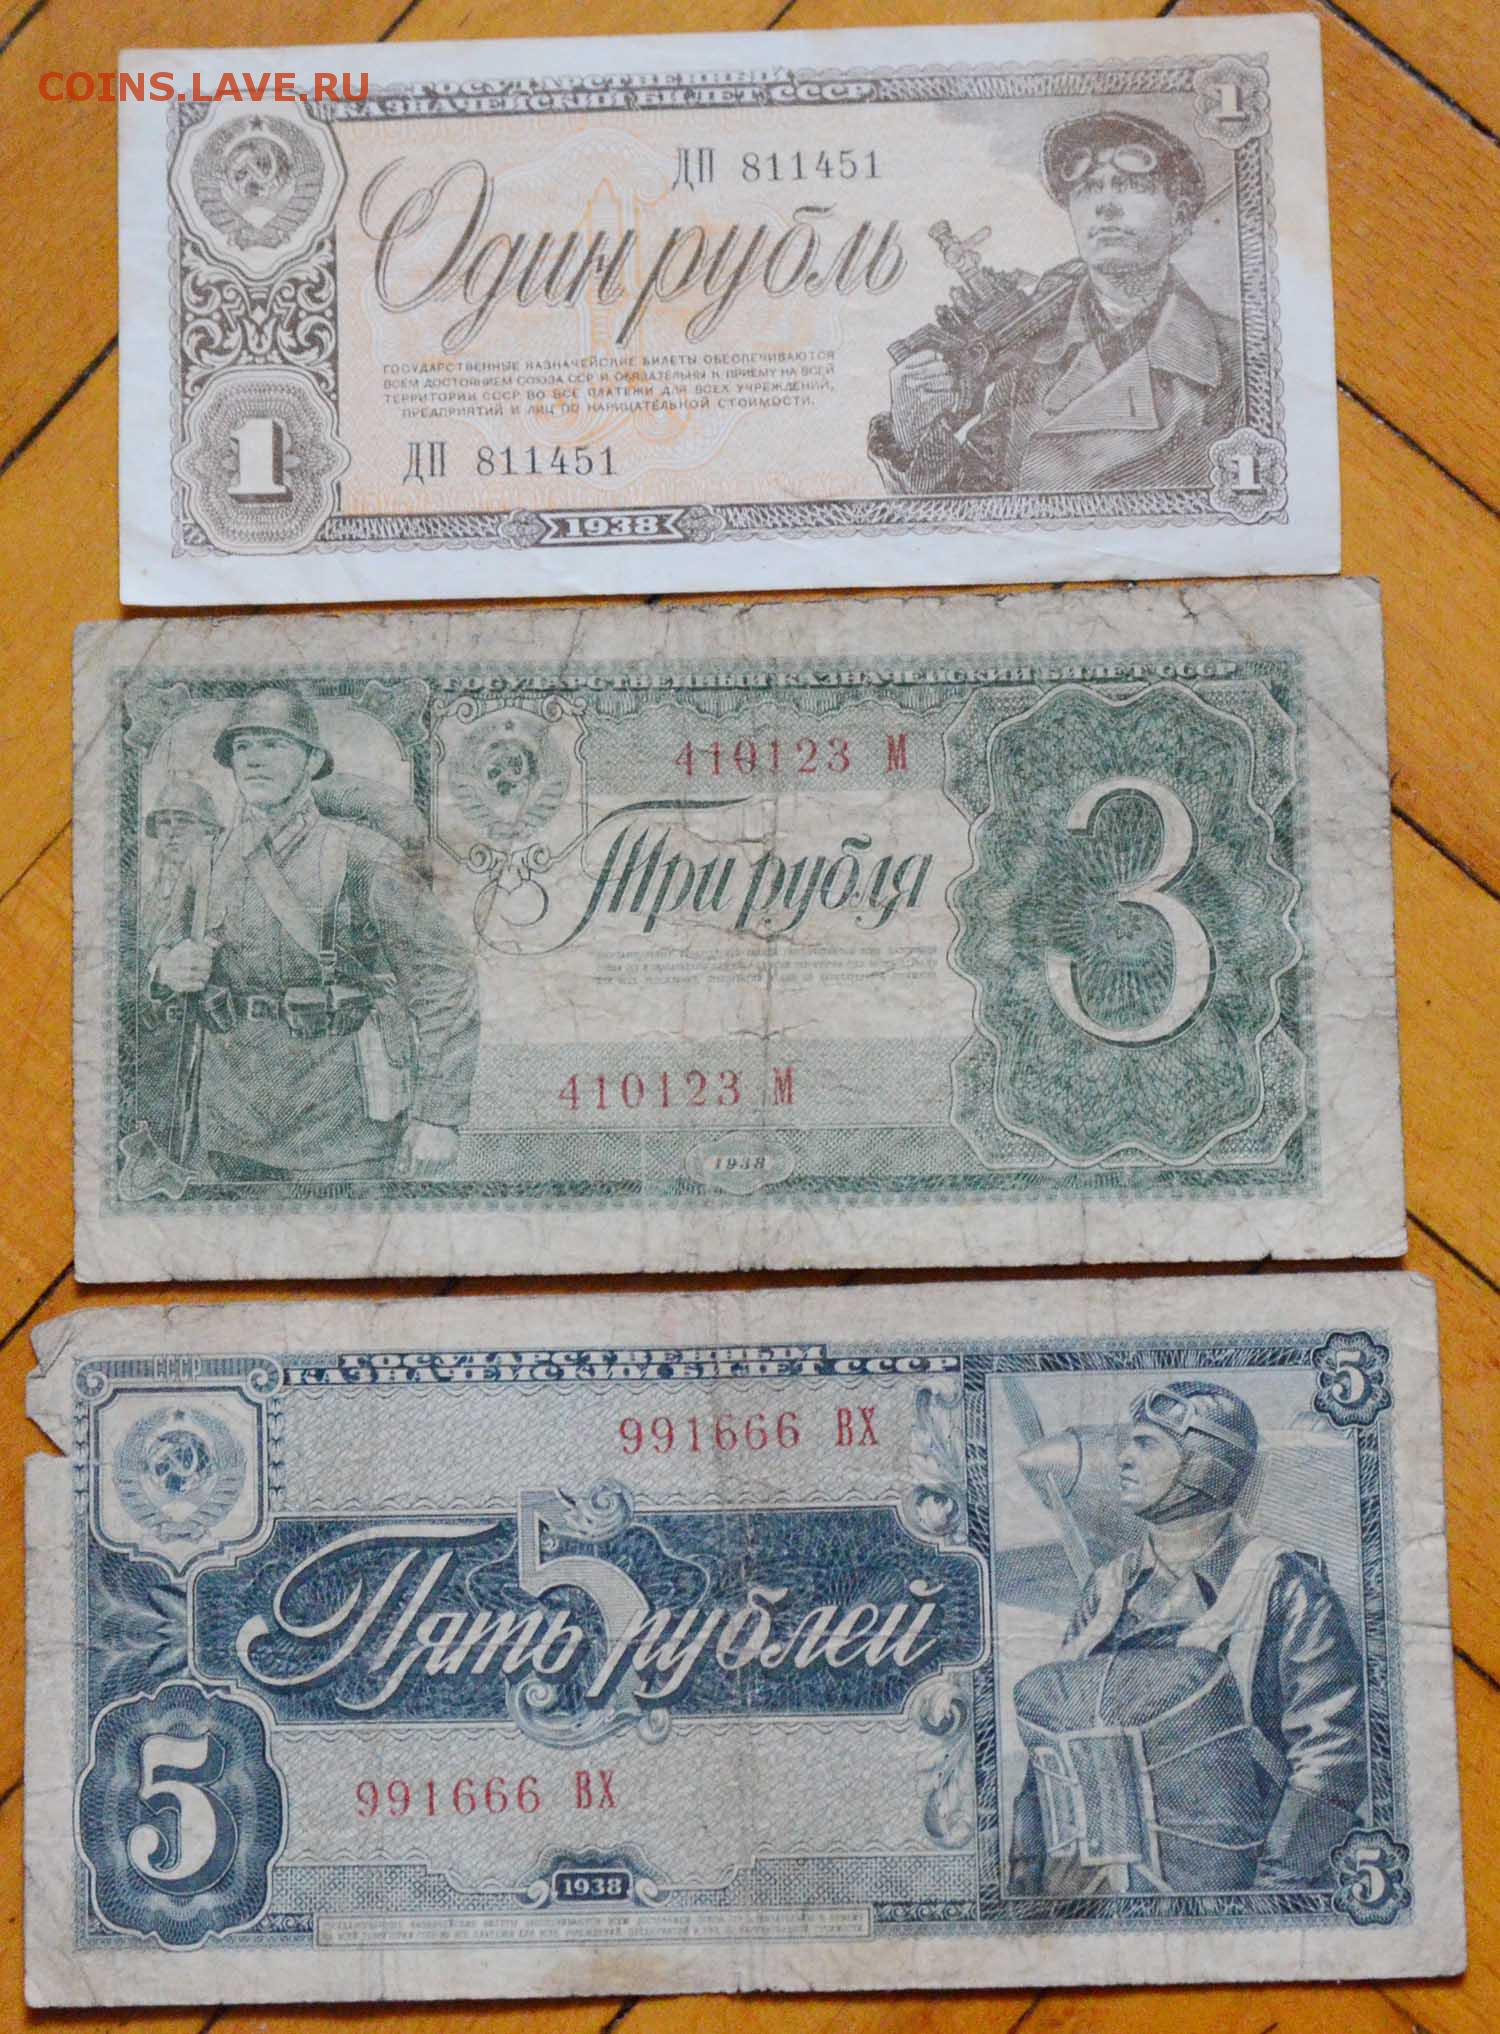 COINS.LAVE.RU
ГОСУДАРСТВЕННЫЙ
КАЗНАЧЕЙСКИЙ БИЛЕТ СССР
1
ДП 811451
Один рубль
ГОСУДАРСТВЕННЫЕ КАЗНАЧЕЙСКИЕ БИЛЕТЫ ОБЕСПЕЧИВАЮТСЯ
ВСЕМ ДОСТОЯНИЕМ СОЮЗА ССР И ОБЯЗАТЕЛЬНЫ К ПРИЕМУ НА ВСЕЙ
ТЕРРИТОРИИ СССР ВО ВСЕ ПЛАТЕЖИ ДЛЯ ВСЕХ УЧРЕЖДЕНИЙ,
ПРЕДПРИЯТИЙ И ЛИЦ ПО НАРИЦАТЕЛЬНОЙ СТОИМОСТИ.
1
ДП 811451
1
1938
ГОСУДАРСТВЕННЫЙ КАЗНАЧЕЙСКИЙ БИЛЕТ СССР
410123 М
Три рубля
3
410123 М
1938
СССР
ГОСУДАРСТВЕННЫЙ
КАЗНАЧЕЙСКИЙ БИЛЕТ СССР
5
991666 ВХ
5
Пять рублей
5
991666 ВХ
5
1938